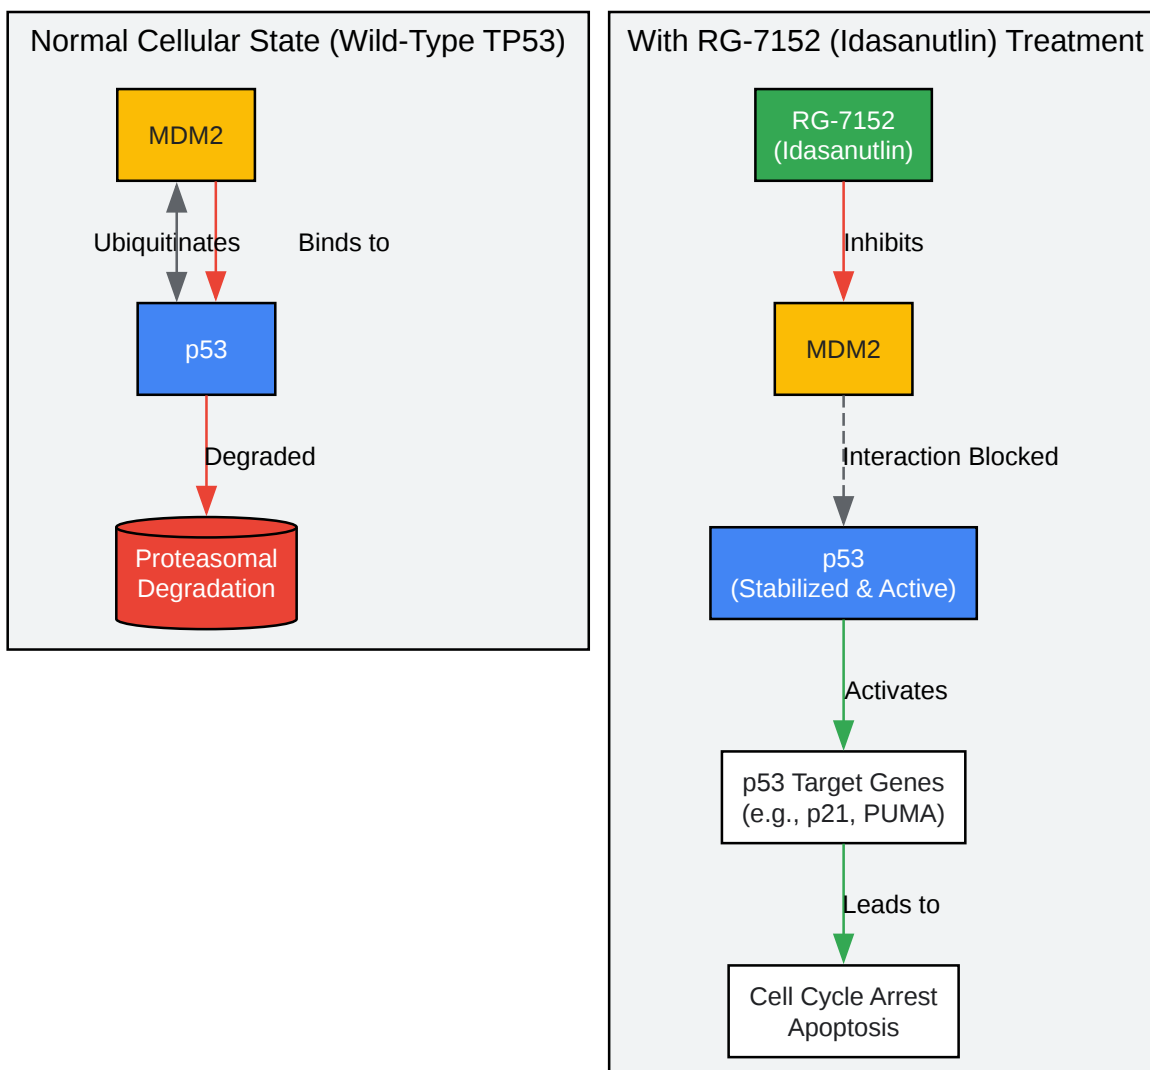 Normal Cellular State (Wild-Type TP53)
MDM2
Ubiquitinates
Binds to
p53
Degraded
Proteasomal
Degradation
With RG-7152 (Idasanutlin) Treatment
RG-7152
(Idasanutlin)
Inhibits
MDM2
Interaction Blocked
p53
(Stabilized & Active)
Activates
p53 Target Genes
(e.g., p21, PUMA)
Leads to
Cell Cycle Arrest
Apoptosis